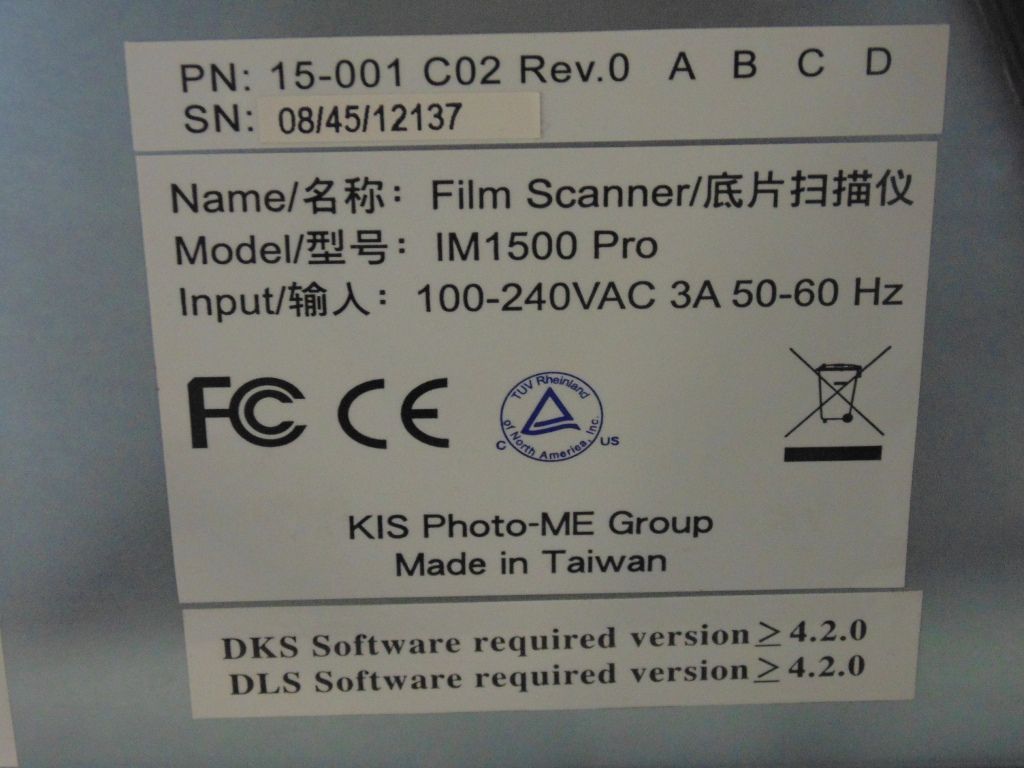 PN: 15-001 C02 Rev.0 A B C D
SN: 08/45/12137
Name/名称: Film Scanner/底片扫描仪
Model/型号: IM1500 Pro
Input/输入: 100-240VAC 3A 50-60 Hz
FC CE
TUV Rheinland
of North America, Inc.
C US
KIS Photo-ME Group
Made in Taiwan
DKS Software required version ≥ 4.2.0
DLS Software required version ≥ 4.2.0